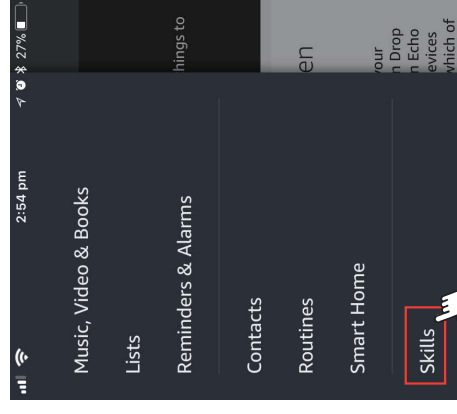 2:54 pm
27%
Music, Video & Books
Lists
Reminders & Alarms
Contacts
Routines
Smart Home
Skills
hings to
en
your
n Drop
n Echo
evices
which of